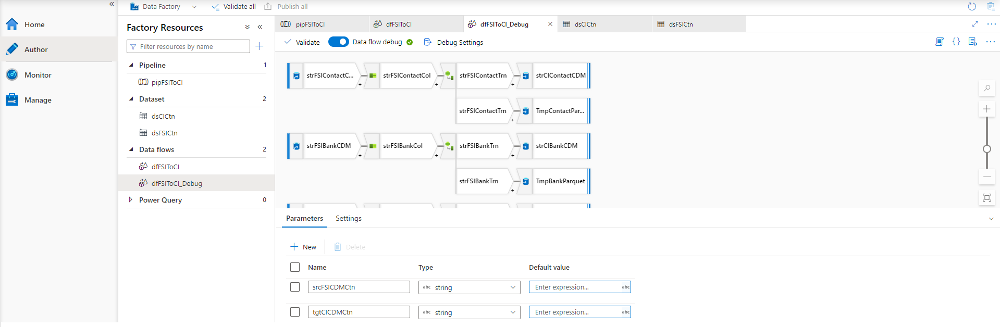 «
Data Factory
Validate all
Publish all
Home
Author
Monitor
Manage
Factory Resources
«
Filter resources by name
Pipeline 1
pipFSIToCI
Dataset 2
dsCICtn
dsFSICtn
Data flows 2
dfFSIToCI
dfFSIToCI_Debug
Power Query 0
pipFSIToCI
dfFSIToCI
dfFSIToCI_Debug
dsCICtn
dsFSICtn
Validate
Data flow debug
Debug Settings
{}
strFSIContactC...
+
strFSIContactCol
+
strFSIContactTrn
+
strCIContactCDM
strFSIContactTrn
+
TmpContactPar...
strFSIBankCDM
+
strFSIBankCol
+
strFSIBankTrn
+
strCIBankCDM
strFSIBankTrn
+
TmpBankParquet
Parameters
Settings
New
Delete
Name Type Default value
srcFSICDMCtn abc string Enter expression... abc
tgtCICDMCtn abc string Enter expression... abc